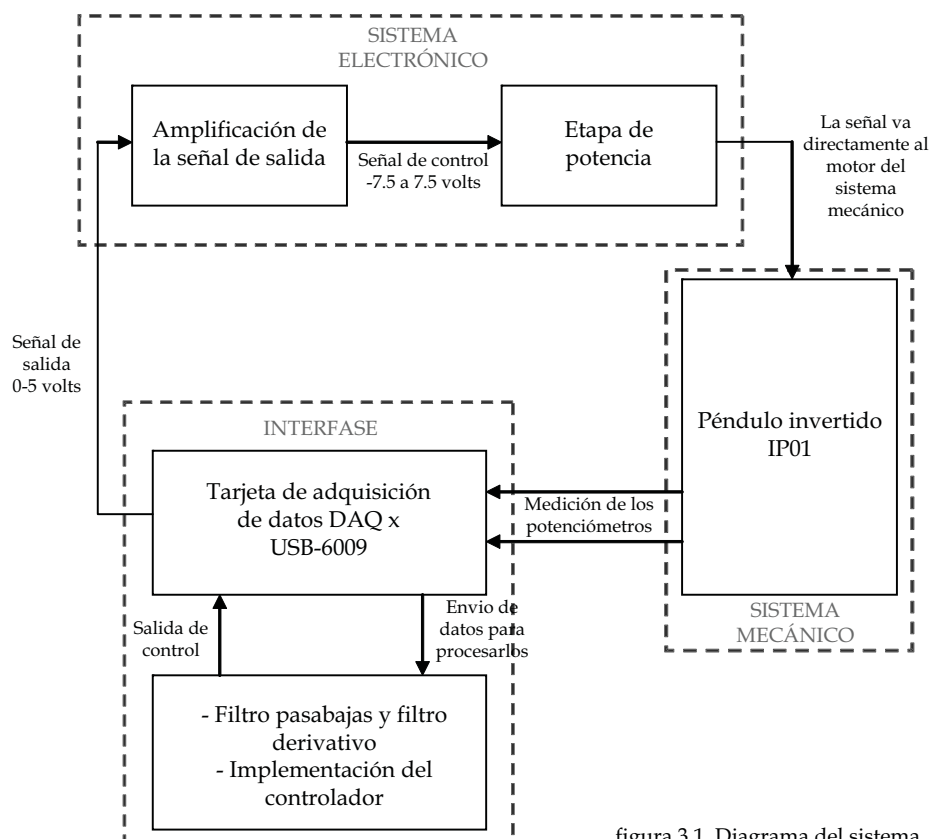 SISTEMA
ELECTRÓNICO
Amplificación de
la señal de salida
Señal de control
-7.5 a 7.5 volts
Etapa de
potencia
La señal va
directamente al
motor del
sistema
mecánico
Señal de
salida
0-5 volts
INTERFASE
Tarjeta de adquisición
de datos DAQ x
USB-6009
Medición de los
potenciómetros
Péndulo invertido
IP01
SISTEMA
MECÁNICO
Salida de
control
Envio de
datos para
procesarlos
- Filtro pasabajas y filtro
derivativo
- Implementación del
controlador
figura 3.1 Diagrama del sistema